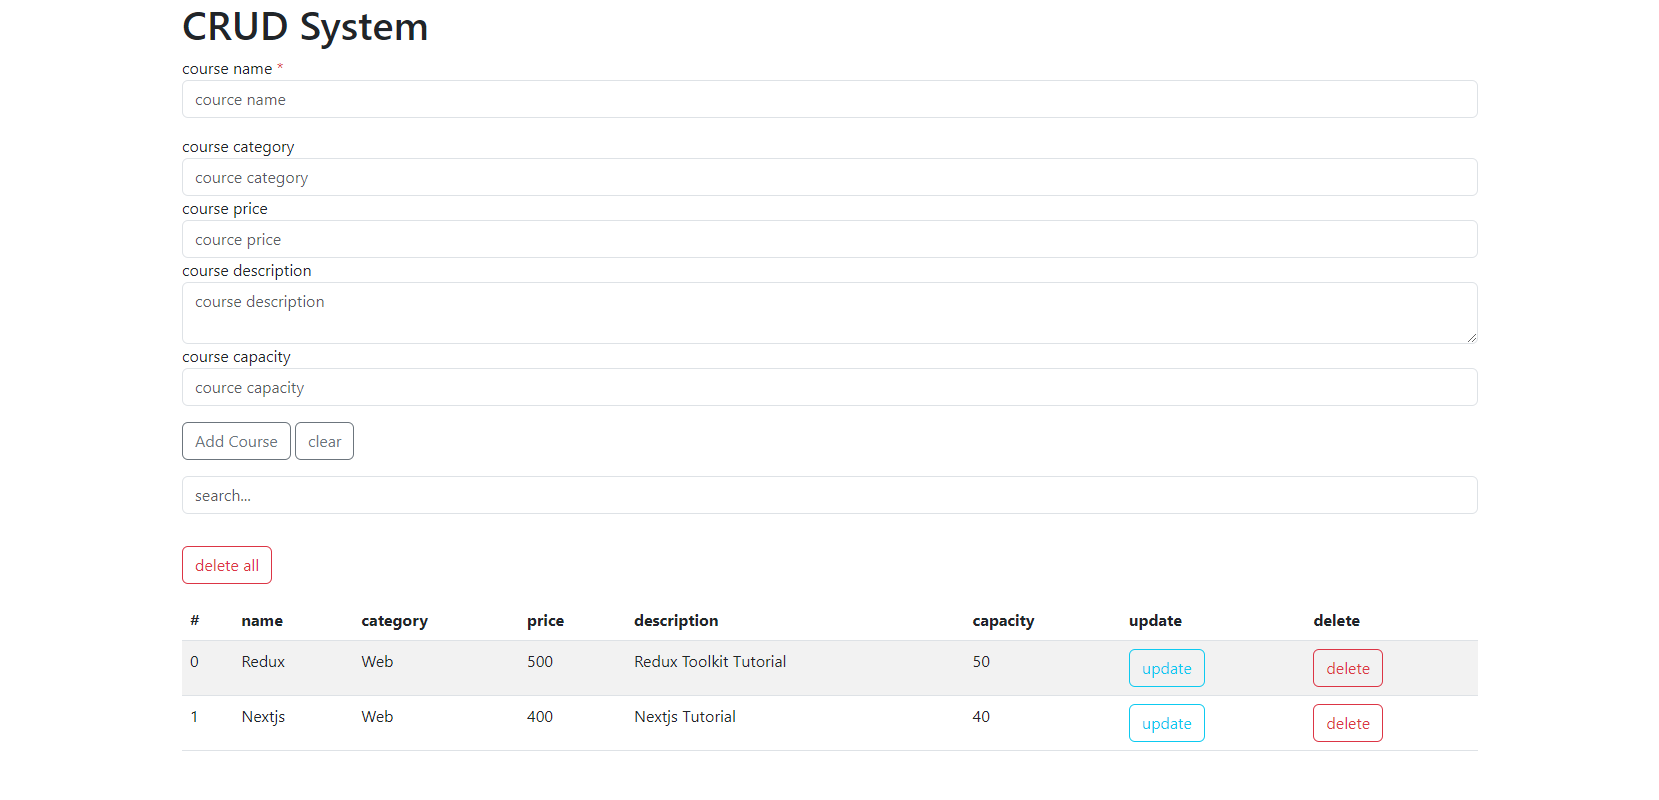 CRUD System
course name *
cource name
course category
cource category
course price
cource price
course description
course description
course capacity
cource capacity
Add Course clear
search...
delete all
# name category price description capacity update delete
0 Redux Web 500 Redux Toolkit Tutorial 50 update delete
1 Nextjs Web 400 Nextjs Tutorial 40 update delete